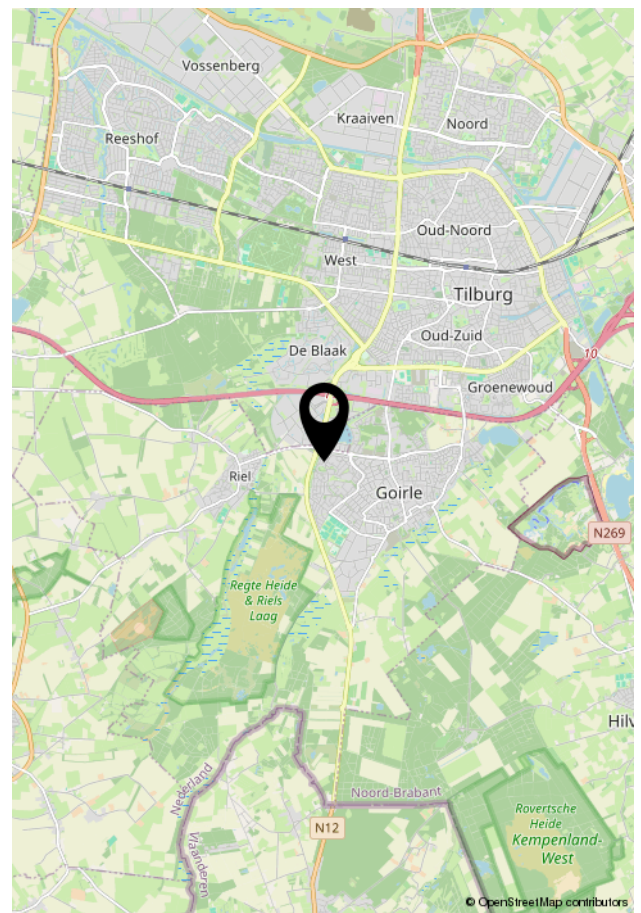 Vossenberg
Kraaiven
Noord
Reeshof
Oud-Noord
West
Tilburg
Oud-Zuid
De Blaak
10
Groenewoud
Riel
Goirle
N269
Regte Heide
& Riels
Laag
Hilv
Nederland
Noord-Brabant
Vlaanderen
N12
Rovertsche
Heide
Kempenland-
West
© OpenStreetMap contributors